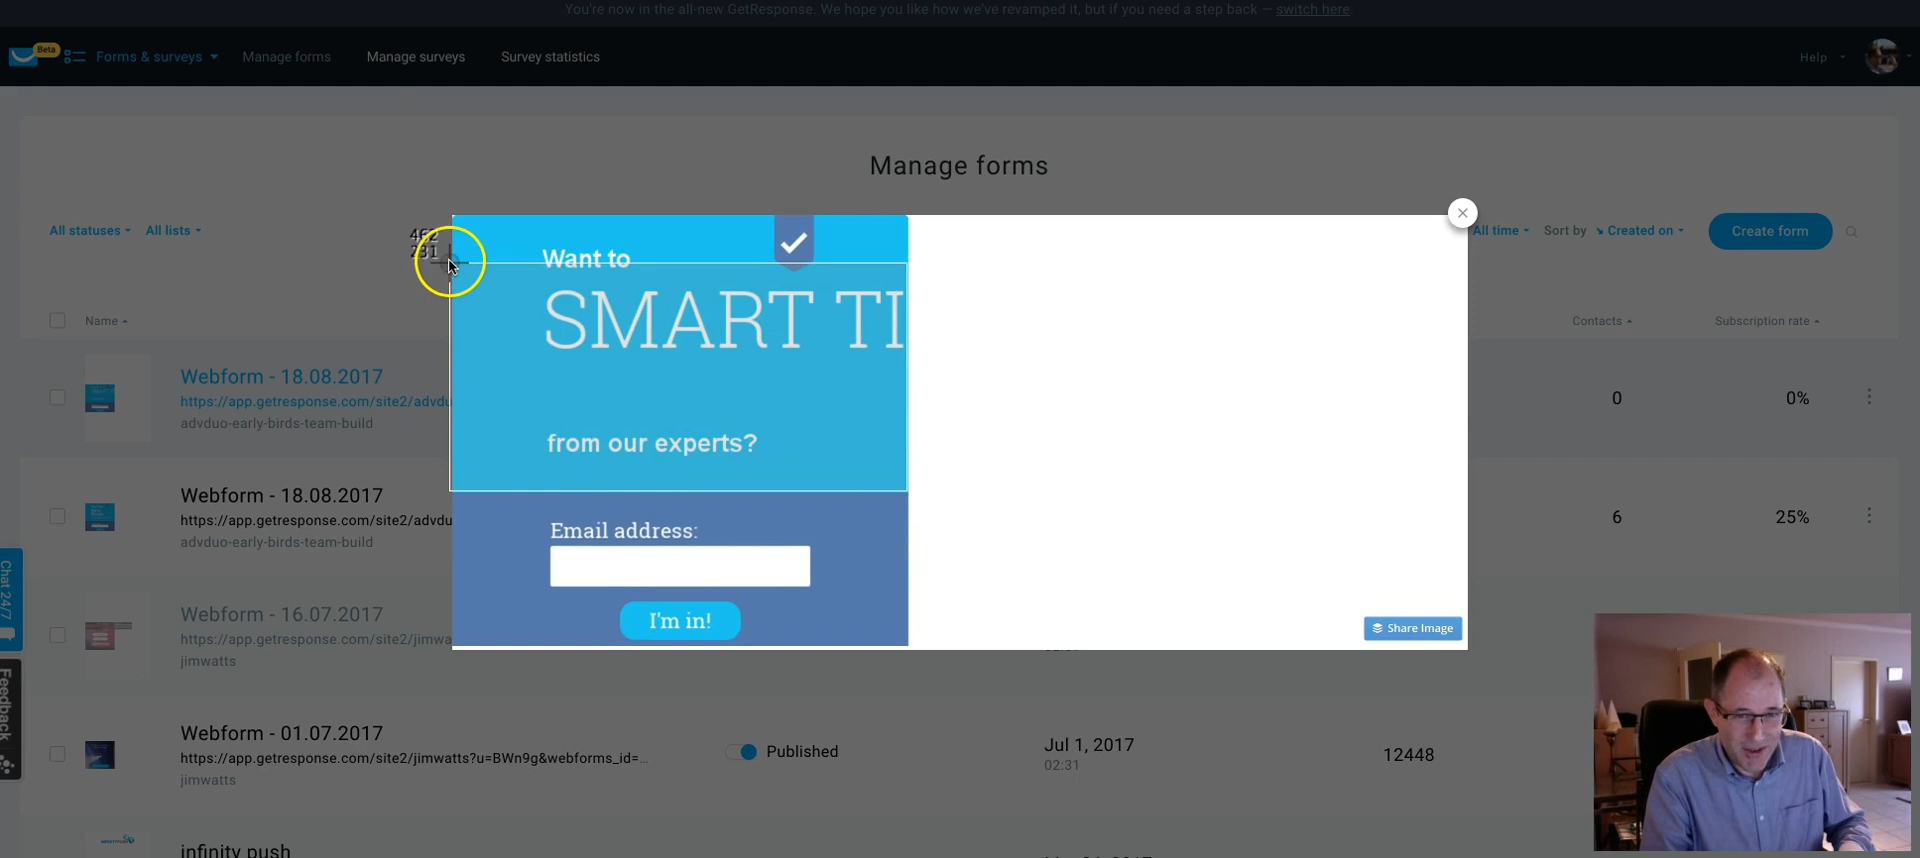 You're now in the all-new GetResponse. We hope you like how we've revamped it, but if you need a step back — switch here.
Beta
Forms & surveys
Manage forms
Manage surveys
Survey statistics
Help
Manage forms
All statuses
All lists
462
231
All time
Sort by
Created on
Create form
Want to
SMART TI
from our experts?
Email address:
I'm in!
Share Image
Name
Contacts
Subscription rate
Webform - 18.08.2017
https://app.getresponse.com/site2/advdu
advduo-early-birds-team-build
0
0%
Webform - 18.08.2017
https://app.getresponse.com/site2/advdu
advduo-early-birds-team-build
6
25%
Webform - 16.07.2017
https://app.getresponse.com/site2/jimwa
jimwatts
Webform - 01.07.2017
https://app.getresponse.com/site2/jimwatts?u=BWn9g&webforms_id=...
jimwatts
Published
Jul 1, 2017
02:31
12448
infinity push
Chat 24/7
Feedback